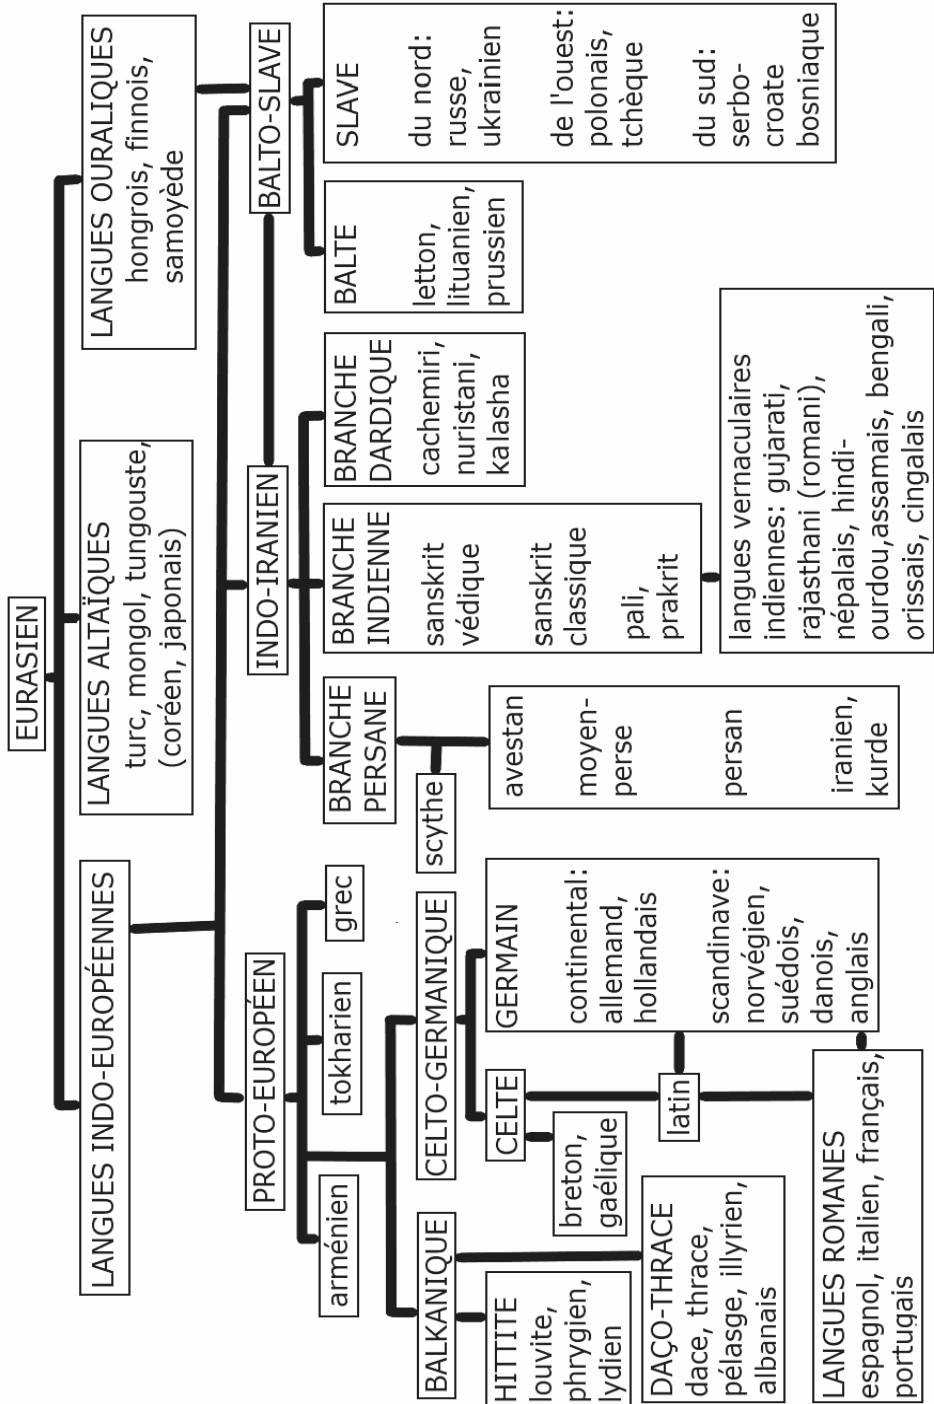 EURASIEN
LANGUES INDO-EUROPÉENNES
LANGUES ALTAÏQUES
turc, mongol, tungouste,
(coréen, japonais)
LANGUES OURALIQUES
hongrois, finnois,
samoyède
PROTO-EUROPÉEN
INDO-IRANIEN
BALTO-SLAVE
arménien
tokharien
grec
BRANCHE
PERSANE
BRANCHE
INDIENNE
sanskrit
védique
sanskrit
classique
pali,
prakrit
BRANCHE
DARDIQUE
cachemiri,
nuristani,
kalasha
BALTE
letton,
lituanien,
prussien
SLAVE
du nord:
russe,
ukrainien
de l'ouest:
polonais,
tchèque
du sud:
serbo-
croate
bosniaque
BALKANIQUE
CELTO-GERMANIQUE
scythe
HITTITE
louvite,
phrygien,
lydien
CELTE
GERMAIN
continental:
allemand,
hollandais
scandinave:
norvégien,
suédois,
danois,
anglais
avestan
moyen-
perse
persan
iranien,
kurde
breton,
gaélique
DAÇO-THRACE
dace, thrace,
pélasge, illyrien,
albanais
latin
langues vernaculaires
indiennes: gujarati,
rajasthani (romani),
népalais, hindi-
ourdou,assamais, bengali,
orissais, cingalais
LANGUES ROMANES
espagnol, italien, français,
portugais